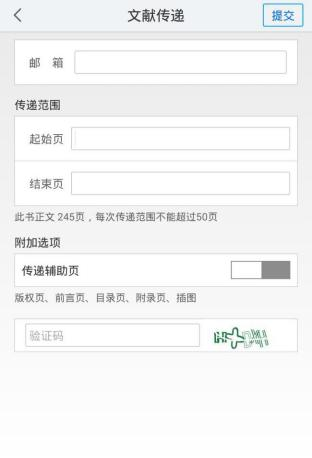 文献传递
提交
邮 箱
传递范围
起始页
结束页
此书正文 245页，每次传递范围不能超过50页
附加选项
传递辅助页
版权页、前言页、目录页、附录页、插图
验证码